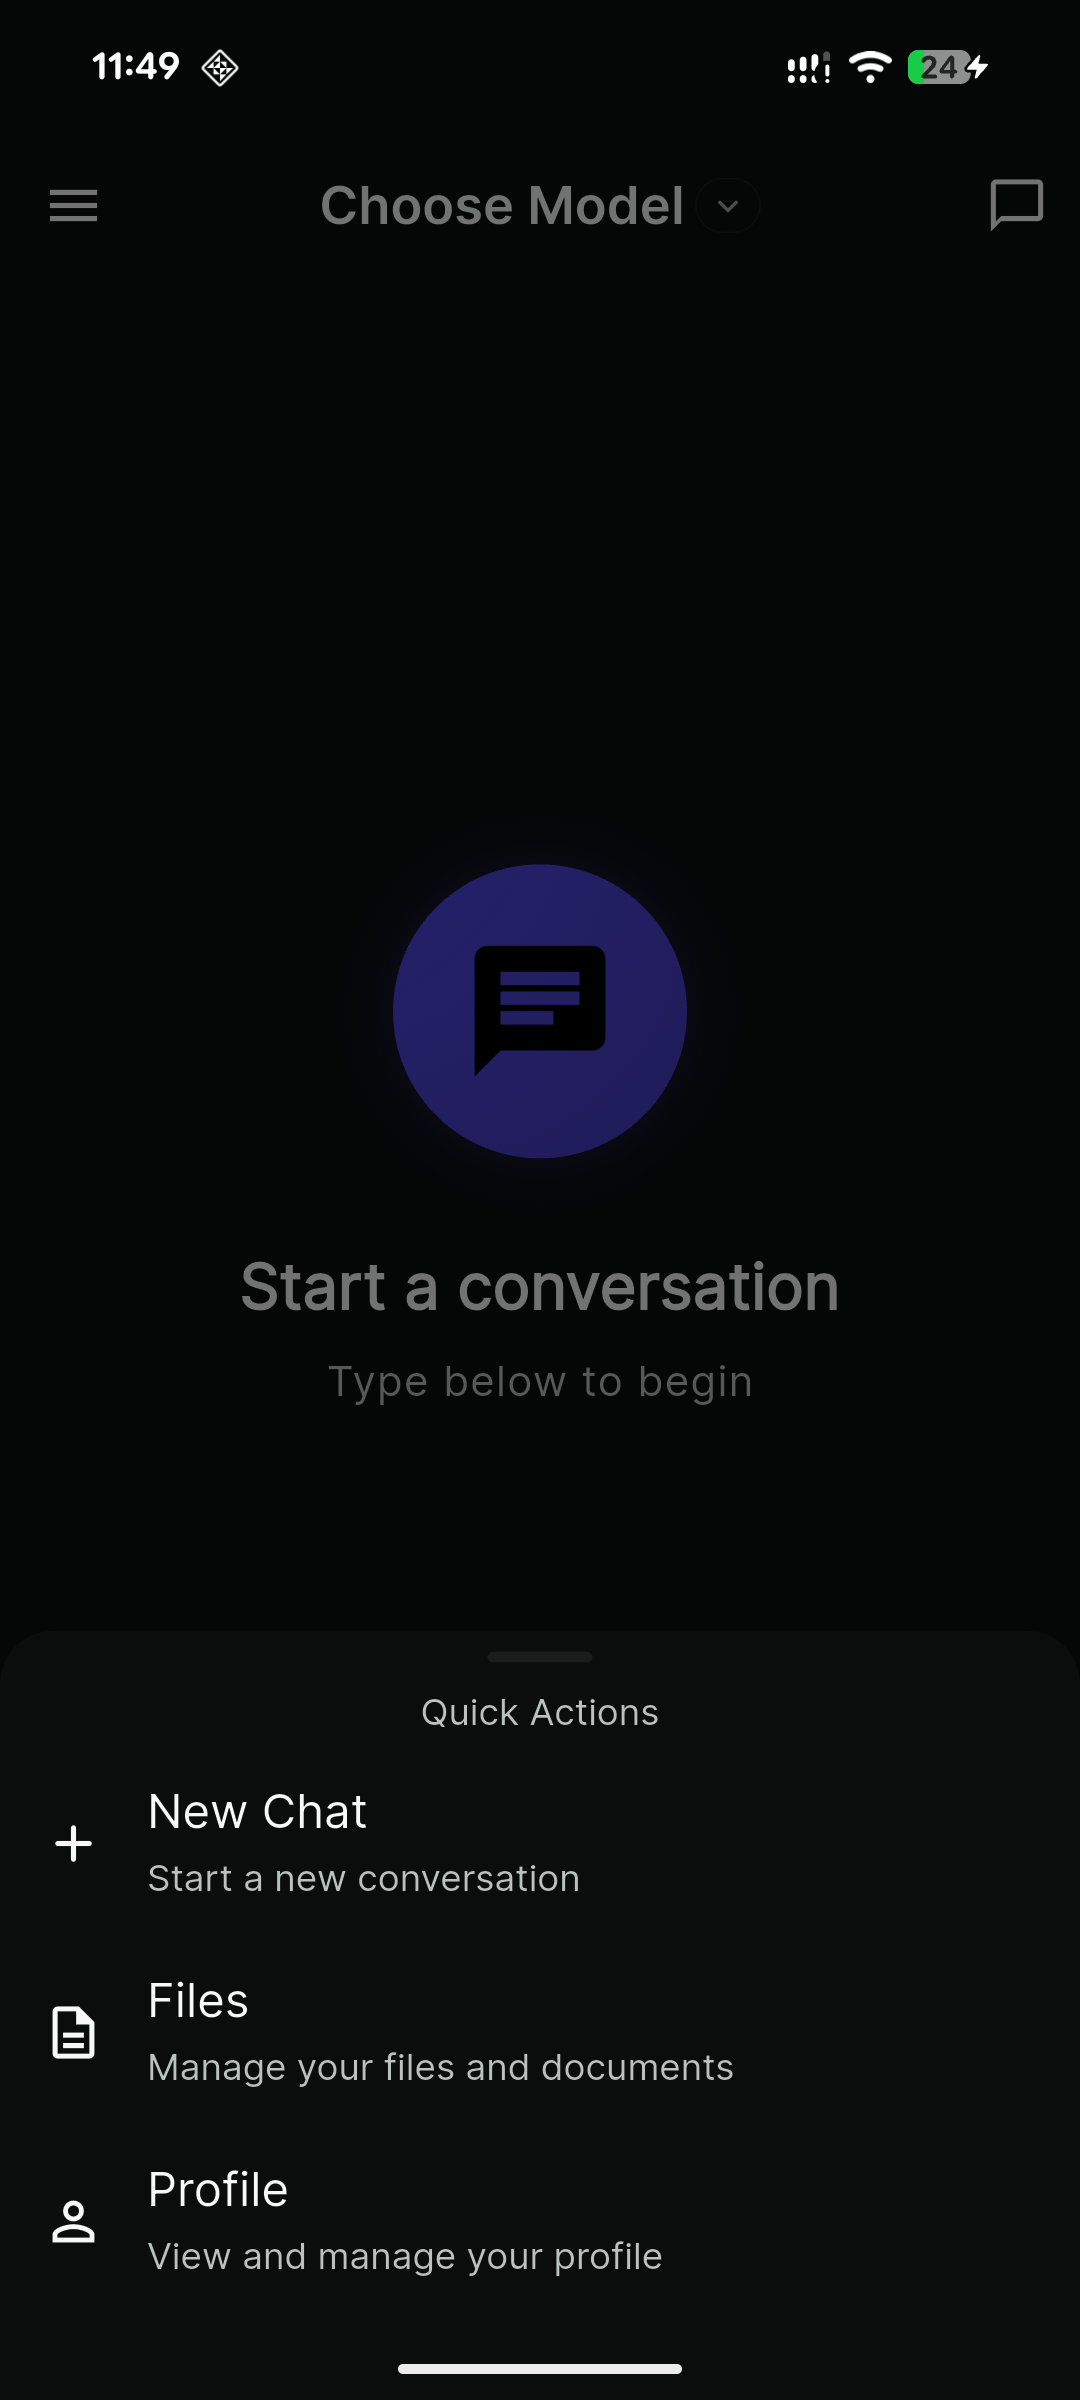 11:49
24
Choose Model
Start a conversation
Type below to begin
Quick Actions
New Chat
Start a new conversation
Files
Manage your files and documents
Profile
View and manage your profile